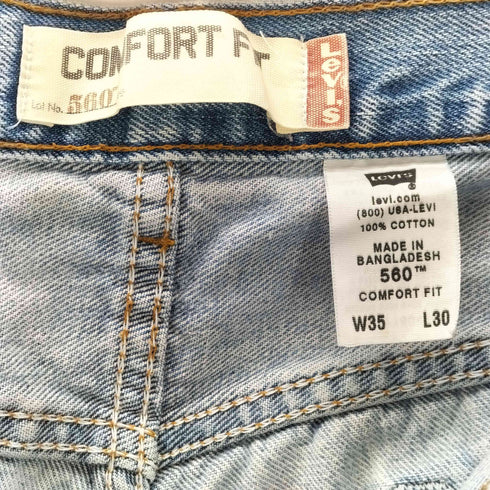 COMFORT FIT
Lot No. 560™
Levi's
Levi's
levi.com
(800) USA-LEVI
100% COTTON
MADE IN
BANGLADESH
560™
COMFORT FIT
W35 L30